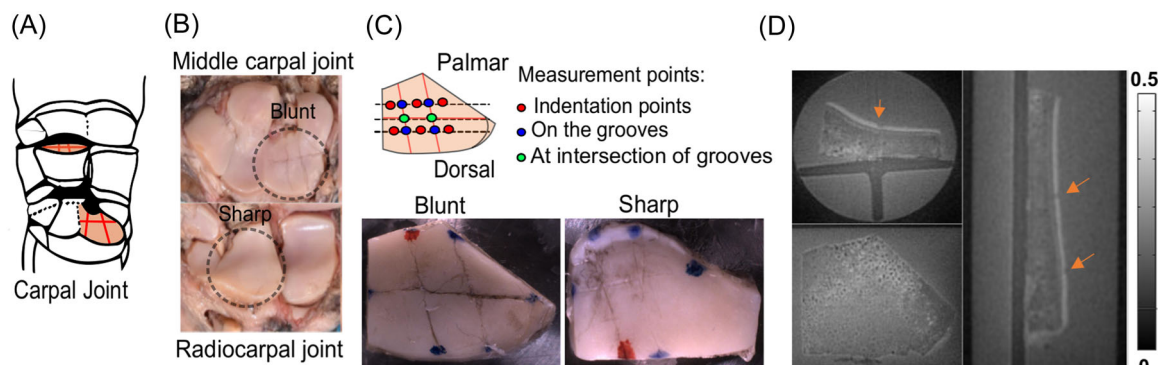 (A)
Carpal Joint
(B)
Middle carpal joint
Blunt
Sharp
Radiocarpal joint
(C)
Palmar
Dorsal
Measurement points:
Indentation points
On the grooves
At intersection of grooves
Blunt
Sharp
(D)
0.5
0